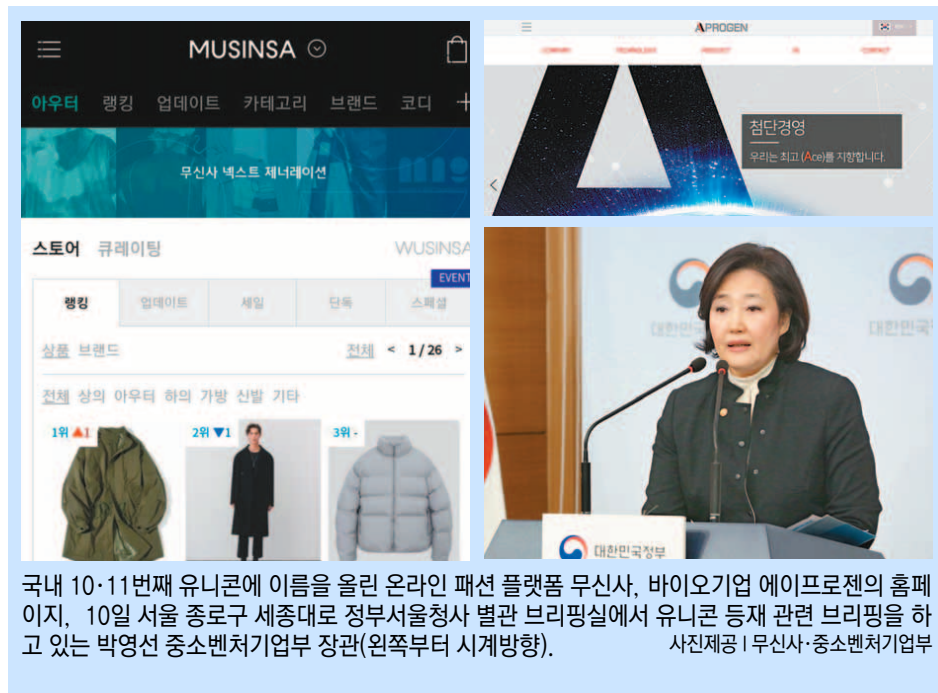 MUSINSA
아우터 랭킹 업데이트 카테고리 브랜드 코디 +
무신사 넥스트 제너레이션
스토어 큐레이팅 WUSINSA
EVENT
랭킹 업데이트 세일 단독 스페셜
상품 브랜드 전체 < 1/26 >
전체 상의 아우터 하의 가방 신발 기타
1위 ▲1 2위 ▼1 3위 -
APROGEN
COMPANY TECHNOLOGY PRODUCT IR CONTACT
첨단경영
우리는 최고 (Ace)를 지향합니다.
대한민국
대한민국
대한민국정부
국내 10·11번째 유니콘에 이름을 올린 온라인 패션 플랫폼 무신사, 바이오기업 에이프로젠의 홈페
이지, 10일 서울 종로구 세종대로 정부서울청사 별관 브리핑실에서 유니콘 등재 관련 브리핑을 하
고 있는 박영선 중소벤처기업부 장관(왼쪽부터 시계방향). 사진제공 | 무신사·중소벤처기업부